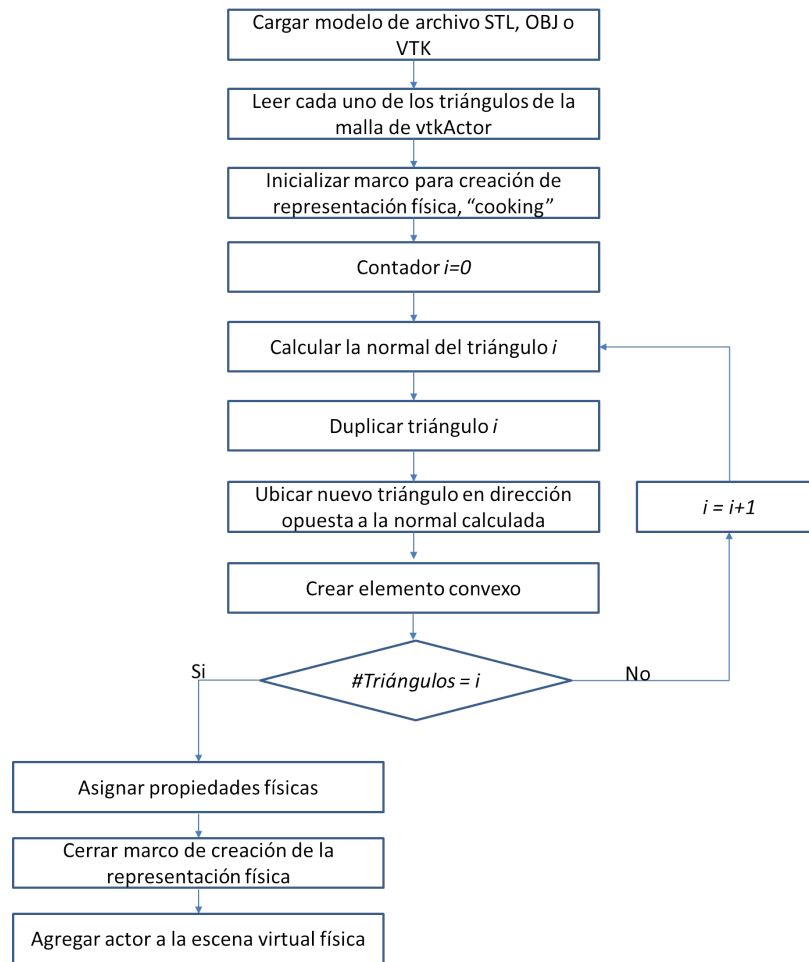 Cargar modelo de archivo STL, OBJ o
VTK
Leer cada uno de los triángulos de la
malla de vtkActor
Inicializar marco para creación de
representación física, “cooking”
Contador i=0
Calcular la normal del triángulo i
Duplicar triángulo i
Ubicar nuevo triángulo en dirección
opuesta a la normal calculada
i = i+1
Crear elemento convexo
Si
#Triángulos = i
No
Asignar propiedades físicas
Cerrar marco de creación de la
representación física
Agregar actor a la escena virtual física